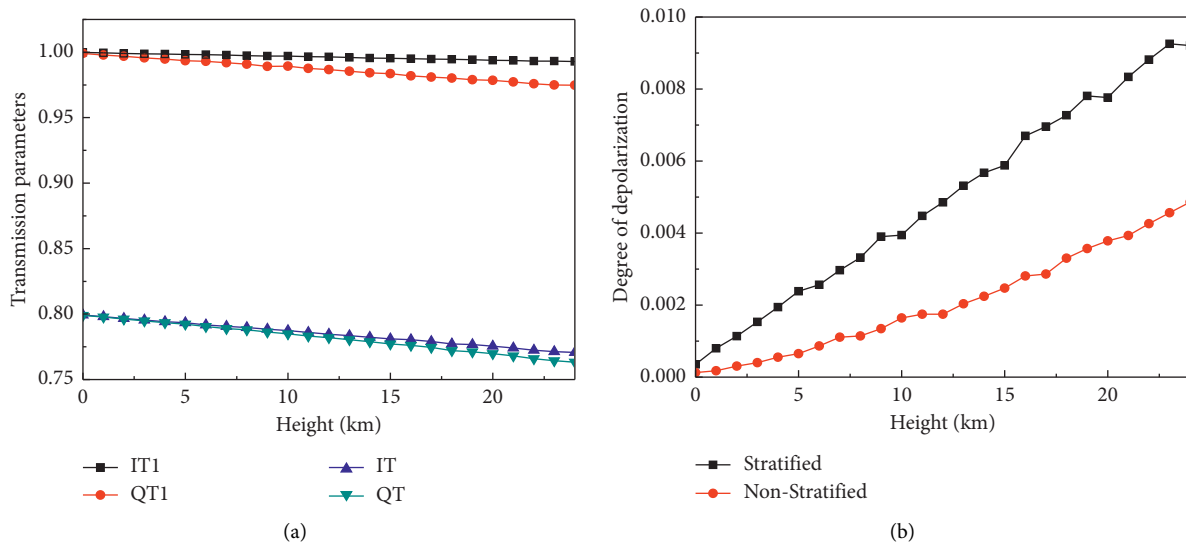 Transmission parameters
1.00
0.95
0.90
0.85
0.80
0.75
0
5
10
15
20
Height (km)
IT1
QT1
IT
QT
(a)
Degree of depolarization
0.010
0.008
0.006
0.004
0.002
0.000
0
5
10
15
20
Height (km)
Stratified
Non-Stratified
(b)